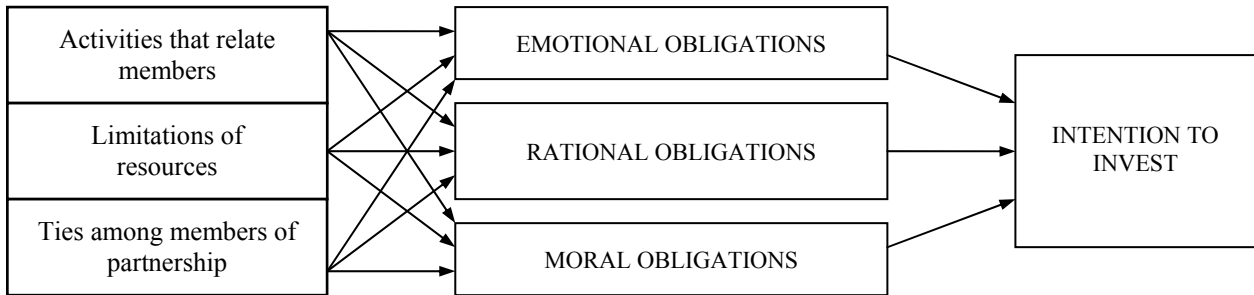 Activities that relate
members
Limitations of
resources
Ties among members of
partnership
EMOTIONAL OBLIGATIONS
RATIONAL OBLIGATIONS
MORAL OBLIGATIONS
INTENTION TO
INVEST